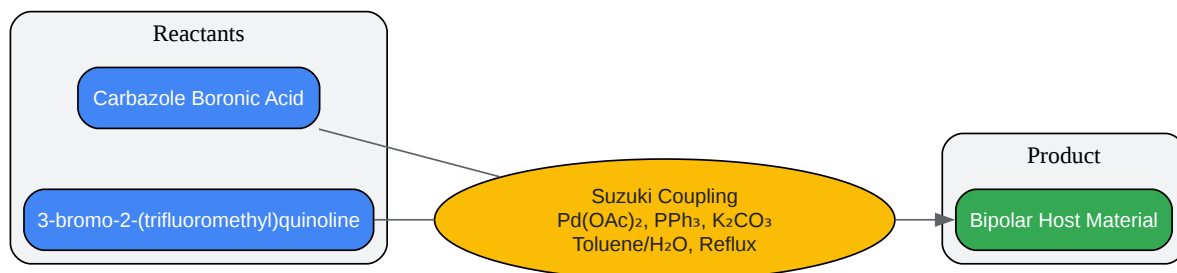 Reactants
Carbazole Boronic Acid
3-bromo-2-(trifluoromethyl)quinoline
Suzuki Coupling
Pd(OAc)₂, PPh₃, K₂CO₃
Toluene/H₂O, Reflux
Product
Bipolar Host Material